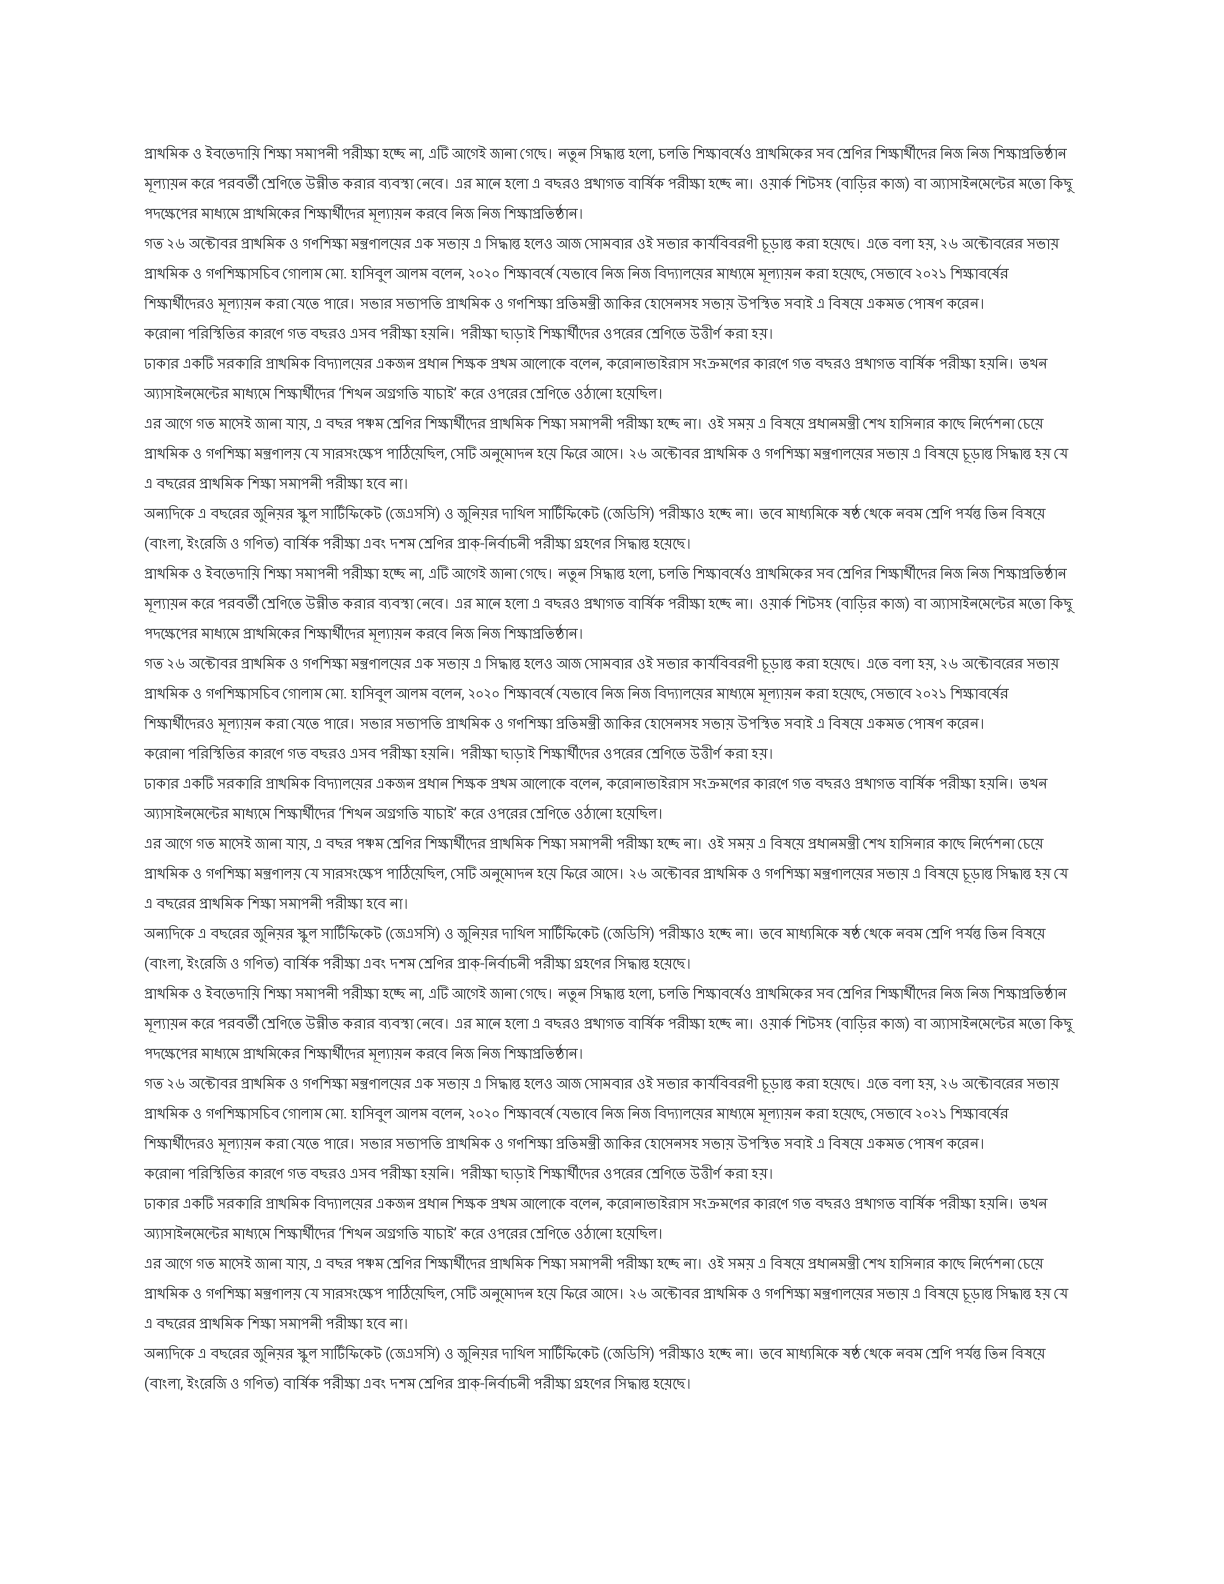 প্রাথমিক ও ইবতেদায়ি শিক্ষা সমাপনী পরীক্ষা হচ্ছে না, এটি আগেই জানা গেছে। নতুন সিদ্ধান্ত হলো, চলতি শিক্ষাবর্ষেও প্রাথমিকের সব শ্রেণির শিক্ষার্থীদের নিজ নিজ শিক্ষাপ্রতিষ্ঠান
মূল্যায়ন করে পরবর্তী শ্রেণিতে উন্নীত করার ব্যবস্থা নেবে। এর মানে হলো এ বছরও প্রথাগত বার্ষিক পরীক্ষা হচ্ছে না। ওয়ার্ক শিটসহ (বাড়ির কাজ) বা অ্যাসাইনমেন্টের মতো কিছু
পদক্ষেপের মাধ্যমে প্রাথমিকের শিক্ষার্থীদের মূল্যায়ন করবে নিজ নিজ শিক্ষাপ্রতিষ্ঠান।
গত ২৬ অক্টোবর প্রাথমিক ও গণশিক্ষা মন্ত্রণালয়ের এক সভায় এ সিদ্ধান্ত হলেও আজ সোমবার ওই সভার কার্যবিবরণী চূড়ান্ত করা হয়েছে। এতে বলা হয়, ২৬ অক্টোবরের সভায়
প্রাথমিক ও গণশিক্ষাসচিব গোলাম মো. হাসিবুল আলম বলেন, ২০২০ শিক্ষাবর্ষে যেভাবে নিজ নিজ বিদ্যালয়ের মাধ্যমে মূল্যায়ন করা হয়েছে, সেভাবে ২০২১ শিক্ষাবর্ষের
শিক্ষার্থীদেরও মূল্যায়ন করা যেতে পারে। সভার সভাপতি প্রাথমিক ও গণশিক্ষা প্রতিমন্ত্রী জাকির হোসেনসহ সভায় উপস্থিত সবাই এ বিষয়ে একমত পোষণ করেন।
করোনা পরিস্থিতির কারণে গত বছরও এসব পরীক্ষা হয়নি। পরীক্ষা ছাড়াই শিক্ষার্থীদের ওপরের শ্রেণিতে উত্তীর্ণ করা হয়।
ঢাকার একটি সরকারি প্রাথমিক বিদ্যালয়ের একজন প্রধান শিক্ষক প্রথম আলোকে বলেন, করোনাভাইরাস সংক্রমণের কারণে গত বছরও প্রথাগত বার্ষিক পরীক্ষা হয়নি। তখন
অ্যাসাইনমেন্টের মাধ্যমে শিক্ষার্থীদের ‘শিখন অগ্রগতি যাচাই’ করে ওপরের শ্রেণিতে ওঠানো হয়েছিল।
এর আগে গত মাসেই জানা যায়, এ বছর পঞ্চম শ্রেণির শিক্ষার্থীদের প্রাথমিক শিক্ষা সমাপনী পরীক্ষা হচ্ছে না। ওই সময় এ বিষয়ে প্রধানমন্ত্রী শেখ হাসিনার কাছে নির্দেশনা চেয়ে
প্রাথমিক ও গণশিক্ষা মন্ত্রণালয় যে সারসংক্ষেপ পাঠিয়েছিল, সেটি অনুমোদন হয়ে ফিরে আসে। ২৬ অক্টোবর প্রাথমিক ও গণশিক্ষা মন্ত্রণালয়ের সভায় এ বিষয়ে চূড়ান্ত সিদ্ধান্ত হয় যে
এ বছরের প্রাথমিক শিক্ষা সমাপনী পরীক্ষা হবে না।
অন্যদিকে এ বছরের জুনিয়র স্কুল সার্টিফিকেট (জেএসসি) ও জুনিয়র দাখিল সার্টিফিকেট (জেডিসি) পরীক্ষাও হচ্ছে না। তবে মাধ্যমিকে ষষ্ঠ থেকে নবম শ্রেণি পর্যন্ত তিন বিষয়ে
(বাংলা, ইংরেজি ও গণিত) বার্ষিক পরীক্ষা এবং দশম শ্রেণির প্রাক্-নির্বাচনী পরীক্ষা গ্রহণের সিদ্ধান্ত হয়েছে।
প্রাথমিক ও ইবতেদায়ি শিক্ষা সমাপনী পরীক্ষা হচ্ছে না, এটি আগেই জানা গেছে। নতুন সিদ্ধান্ত হলো, চলতি শিক্ষাবর্ষেও প্রাথমিকের সব শ্রেণির শিক্ষার্থীদের নিজ নিজ শিক্ষাপ্রতিষ্ঠান
মূল্যায়ন করে পরবর্তী শ্রেণিতে উন্নীত করার ব্যবস্থা নেবে। এর মানে হলো এ বছরও প্রথাগত বার্ষিক পরীক্ষা হচ্ছে না। ওয়ার্ক শিটসহ (বাড়ির কাজ) বা অ্যাসাইনমেন্টের মতো কিছু
পদক্ষেপের মাধ্যমে প্রাথমিকের শিক্ষার্থীদের মূল্যায়ন করবে নিজ নিজ শিক্ষাপ্রতিষ্ঠান।
গত ২৬ অক্টোবর প্রাথমিক ও গণশিক্ষা মন্ত্রণালয়ের এক সভায় এ সিদ্ধান্ত হলেও আজ সোমবার ওই সভার কার্যবিবরণী চূড়ান্ত করা হয়েছে। এতে বলা হয়, ২৬ অক্টোবরের সভায়
প্রাথমিক ও গণশিক্ষাসচিব গোলাম মো. হাসিবুল আলম বলেন, ২০২০ শিক্ষাবর্ষে যেভাবে নিজ নিজ বিদ্যালয়ের মাধ্যমে মূল্যায়ন করা হয়েছে, সেভাবে ২০২১ শিক্ষাবর্ষের
শিক্ষার্থীদেরও মূল্যায়ন করা যেতে পারে। সভার সভাপতি প্রাথমিক ও গণশিক্ষা প্রতিমন্ত্রী জাকির হোসেনসহ সভায় উপস্থিত সবাই এ বিষয়ে একমত পোষণ করেন।
করোনা পরিস্থিতির কারণে গত বছরও এসব পরীক্ষা হয়নি। পরীক্ষা ছাড়াই শিক্ষার্থীদের ওপরের শ্রেণিতে উত্তীর্ণ করা হয়।
ঢাকার একটি সরকারি প্রাথমিক বিদ্যালয়ের একজন প্রধান শিক্ষক প্রথম আলোকে বলেন, করোনাভাইরাস সংক্রমণের কারণে গত বছরও প্রথাগত বার্ষিক পরীক্ষা হয়নি। তখন
অ্যাসাইনমেন্টের মাধ্যমে শিক্ষার্থীদের ‘শিখন অগ্রগতি যাচাই’ করে ওপরের শ্রেণিতে ওঠানো হয়েছিল।
এর আগে গত মাসেই জানা যায়, এ বছর পঞ্চম শ্রেণির শিক্ষার্থীদের প্রাথমিক শিক্ষা সমাপনী পরীক্ষা হচ্ছে না। ওই সময় এ বিষয়ে প্রধানমন্ত্রী শেখ হাসিনার কাছে নির্দেশনা চেয়ে
প্রাথমিক ও গণশিক্ষা মন্ত্রণালয় যে সারসংক্ষেপ পাঠিয়েছিল, সেটি অনুমোদন হয়ে ফিরে আসে। ২৬ অক্টোবর প্রাথমিক ও গণশিক্ষা মন্ত্রণালয়ের সভায় এ বিষয়ে চূড়ান্ত সিদ্ধান্ত হয় যে
এ বছরের প্রাথমিক শিক্ষা সমাপনী পরীক্ষা হবে না।
অন্যদিকে এ বছরের জুনিয়র স্কুল সার্টিফিকেট (জেএসসি) ও জুনিয়র দাখিল সার্টিফিকেট (জেডিসি) পরীক্ষাও হচ্ছে না। তবে মাধ্যমিকে ষষ্ঠ থেকে নবম শ্রেণি পর্যন্ত তিন বিষয়ে
(বাংলা, ইংরেজি ও গণিত) বার্ষিক পরীক্ষা এবং দশম শ্রেণির প্রাক্-নির্বাচনী পরীক্ষা গ্রহণের সিদ্ধান্ত হয়েছে।
প্রাথমিক ও ইবতেদায়ি শিক্ষা সমাপনী পরীক্ষা হচ্ছে না, এটি আগেই জানা গেছে। নতুন সিদ্ধান্ত হলো, চলতি শিক্ষাবর্ষেও প্রাথমিকের সব শ্রেণির শিক্ষার্থীদের নিজ নিজ শিক্ষাপ্রতিষ্ঠান
মূল্যায়ন করে পরবর্তী শ্রেণিতে উন্নীত করার ব্যবস্থা নেবে। এর মানে হলো এ বছরও প্রথাগত বার্ষিক পরীক্ষা হচ্ছে না। ওয়ার্ক শিটসহ (বাড়ির কাজ) বা অ্যাসাইনমেন্টের মতো কিছু
পদক্ষেপের মাধ্যমে প্রাথমিকের শিক্ষার্থীদের মূল্যায়ন করবে নিজ নিজ শিক্ষাপ্রতিষ্ঠান।
গত ২৬ অক্টোবর প্রাথমিক ও গণশিক্ষা মন্ত্রণালয়ের এক সভায় এ সিদ্ধান্ত হলেও আজ সোমবার ওই সভার কার্যবিবরণী চূড়ান্ত করা হয়েছে। এতে বলা হয়, ২৬ অক্টোবরের সভায়
প্রাথমিক ও গণশিক্ষাসচিব গোলাম মো. হাসিবুল আলম বলেন, ২০২০ শিক্ষাবর্ষে যেভাবে নিজ নিজ বিদ্যালয়ের মাধ্যমে মূল্যায়ন করা হয়েছে, সেভাবে ২০২১ শিক্ষাবর্ষের
শিক্ষার্থীদেরও মূল্যায়ন করা যেতে পারে। সভার সভাপতি প্রাথমিক ও গণশিক্ষা প্রতিমন্ত্রী জাকির হোসেনসহ সভায় উপস্থিত সবাই এ বিষয়ে একমত পোষণ করেন।
করোনা পরিস্থিতির কারণে গত বছরও এসব পরীক্ষা হয়নি। পরীক্ষা ছাড়াই শিক্ষার্থীদের ওপরের শ্রেণিতে উত্তীর্ণ করা হয়।
ঢাকার একটি সরকারি প্রাথমিক বিদ্যালয়ের একজন প্রধান শিক্ষক প্রথম আলোকে বলেন, করোনাভাইরাস সংক্রমণের কারণে গত বছরও প্রথাগত বার্ষিক পরীক্ষা হয়নি। তখন
অ্যাসাইনমেন্টের মাধ্যমে শিক্ষার্থীদের ‘শিখন অগ্রগতি যাচাই’ করে ওপরের শ্রেণিতে ওঠানো হয়েছিল।
এর আগে গত মাসেই জানা যায়, এ বছর পঞ্চম শ্রেণির শিক্ষার্থীদের প্রাথমিক শিক্ষা সমাপনী পরীক্ষা হচ্ছে না। ওই সময় এ বিষয়ে প্রধানমন্ত্রী শেখ হাসিনার কাছে নির্দেশনা চেয়ে
প্রাথমিক ও গণশিক্ষা মন্ত্রণালয় যে সারসংক্ষেপ পাঠিয়েছিল, সেটি অনুমোদন হয়ে ফিরে আসে। ২৬ অক্টোবর প্রাথমিক ও গণশিক্ষা মন্ত্রণালয়ের সভায় এ বিষয়ে চূড়ান্ত সিদ্ধান্ত হয় যে
এ বছরের প্রাথমিক শিক্ষা সমাপনী পরীক্ষা হবে না।
অন্যদিকে এ বছরের জুনিয়র স্কুল সার্টিফিকেট (জেএসসি) ও জুনিয়র দাখিল সার্টিফিকেট (জেডিসি) পরীক্ষাও হচ্ছে না। তবে মাধ্যমিকে ষষ্ঠ থেকে নবম শ্রেণি পর্যন্ত তিন বিষয়ে
(বাংলা, ইংরেজি ও গণিত) বার্ষিক পরীক্ষা এবং দশম শ্রেণির প্রাক্-নির্বাচনী পরীক্ষা গ্রহণের সিদ্ধান্ত হয়েছে।